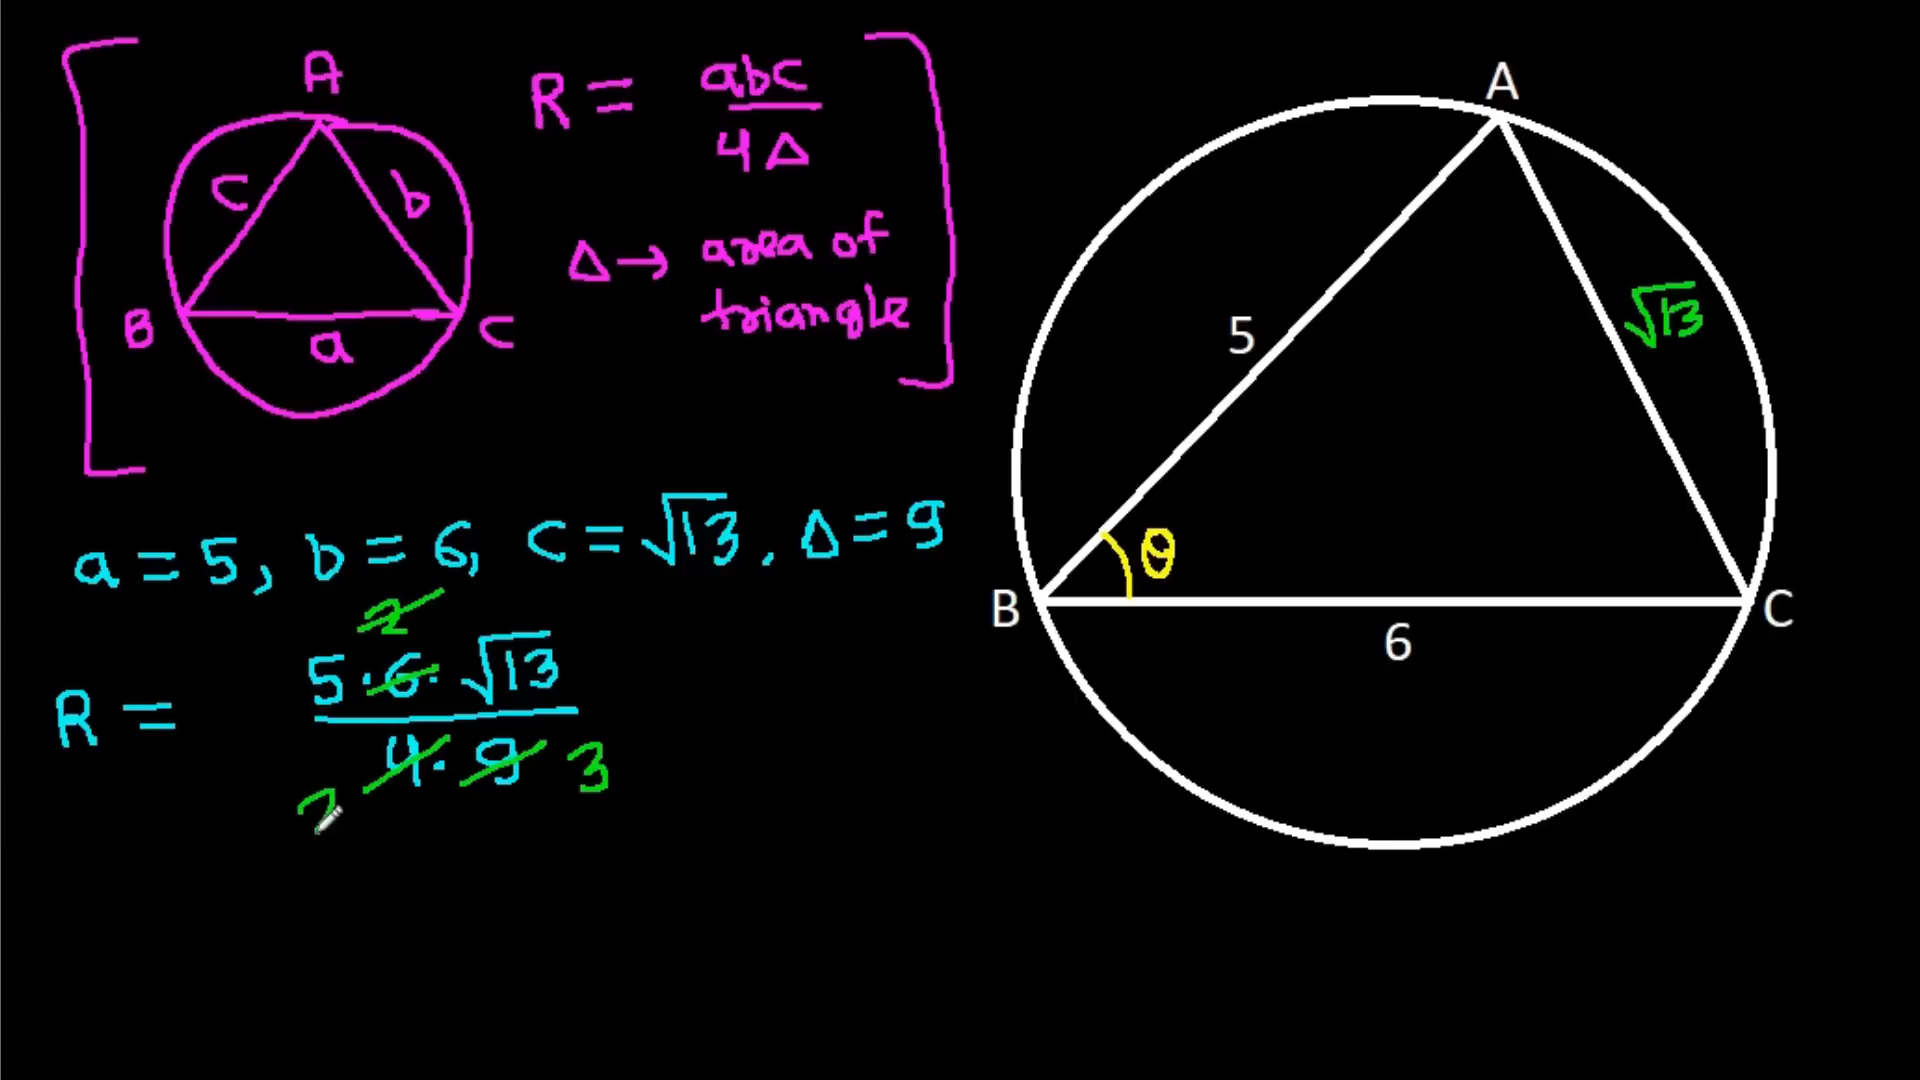 A
R = abc / 4Δ
c
b
Δ → area of
triangle
B
a
C
a = 5, b = 6, c = √13, Δ = 9
2
R = 5 · 6 · √13 / 4 · 9
3
2
A
5
√13
θ
B
6
C